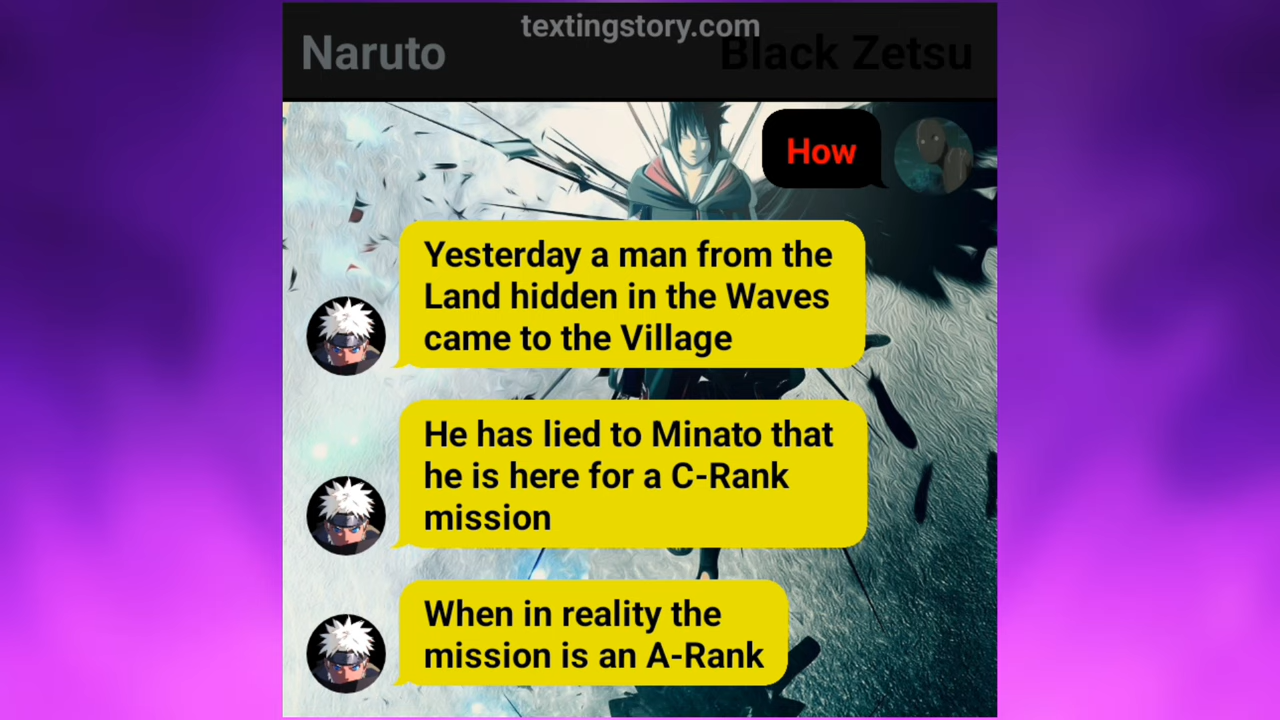 textingstory.com
Naruto
Black Zetsu
How
Yesterday a man from the
Land hidden in the Waves
came to the Village
He has lied to Minato that
he is here for a C-Rank
mission
When in reality the
mission is an A-Rank